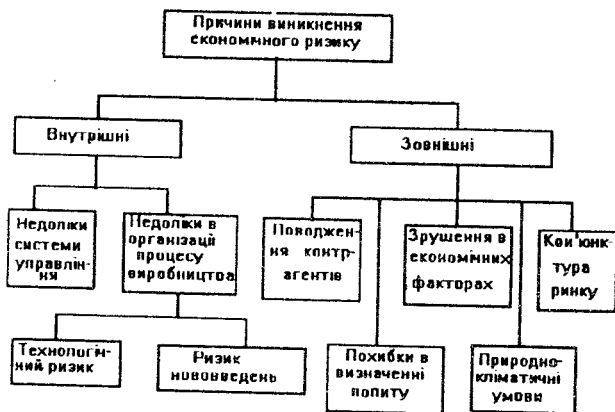 Причини виникнення
економічного ризику
Внутрішні
Зовнішні
Недоліки
системи
управлін-
ня
Недоліки в
організації
процесу
виробництва
Поводжен-
ня контр-
агентів
Зрушення в
економічних
факторах
Кон'юнк-
тура
ринку
Технологіч-
ний ризик
Ризик
нововведень
Похибки в
визначенні
попиту
Природно-
кліматичні
умови